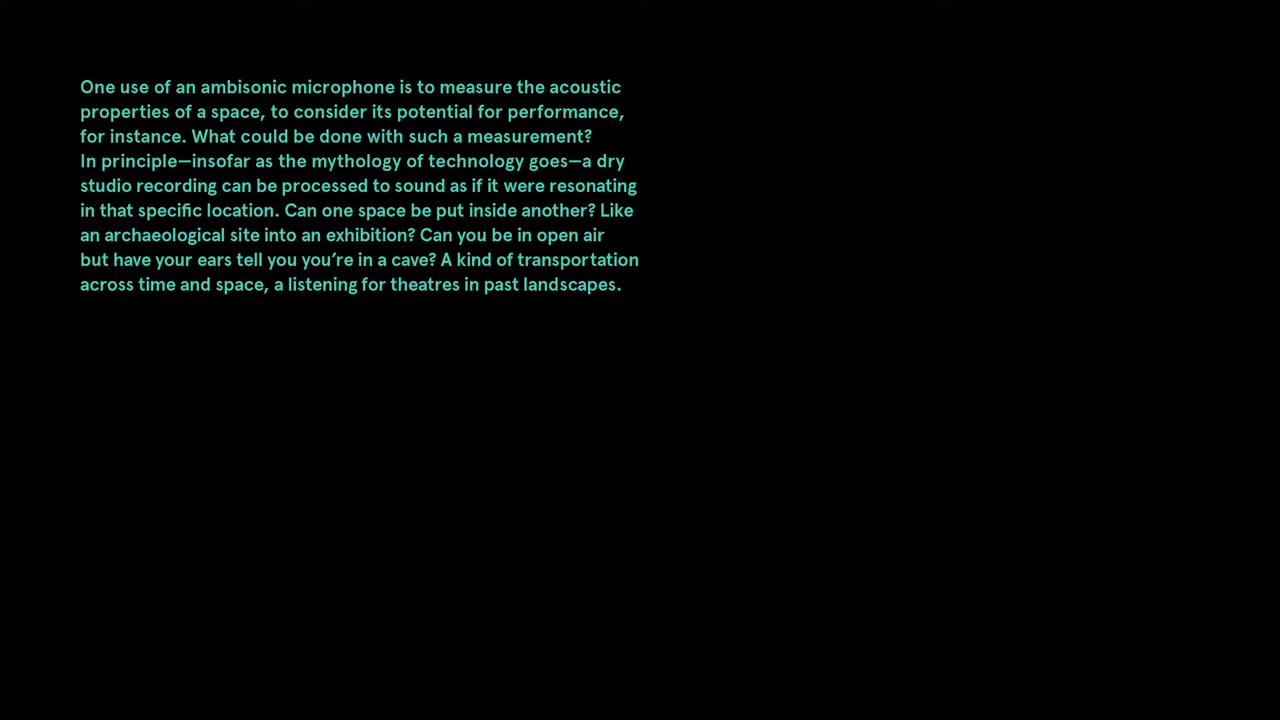 One use of an ambisonic microphone is to measure the acoustic
properties of a space, to consider its potential for performance,
for instance. What could be done with such a measurement?
In principle—insofar as the mythology of technology goes—a dry
studio recording can be processed to sound as if it were resonating
in that specific location. Can one space be put inside another? Like
an archaeological site into an exhibition? Can you be in open air
but have your ears tell you you’re in a cave? A kind of transportation
across time and space, a listening for theatres in past landscapes.